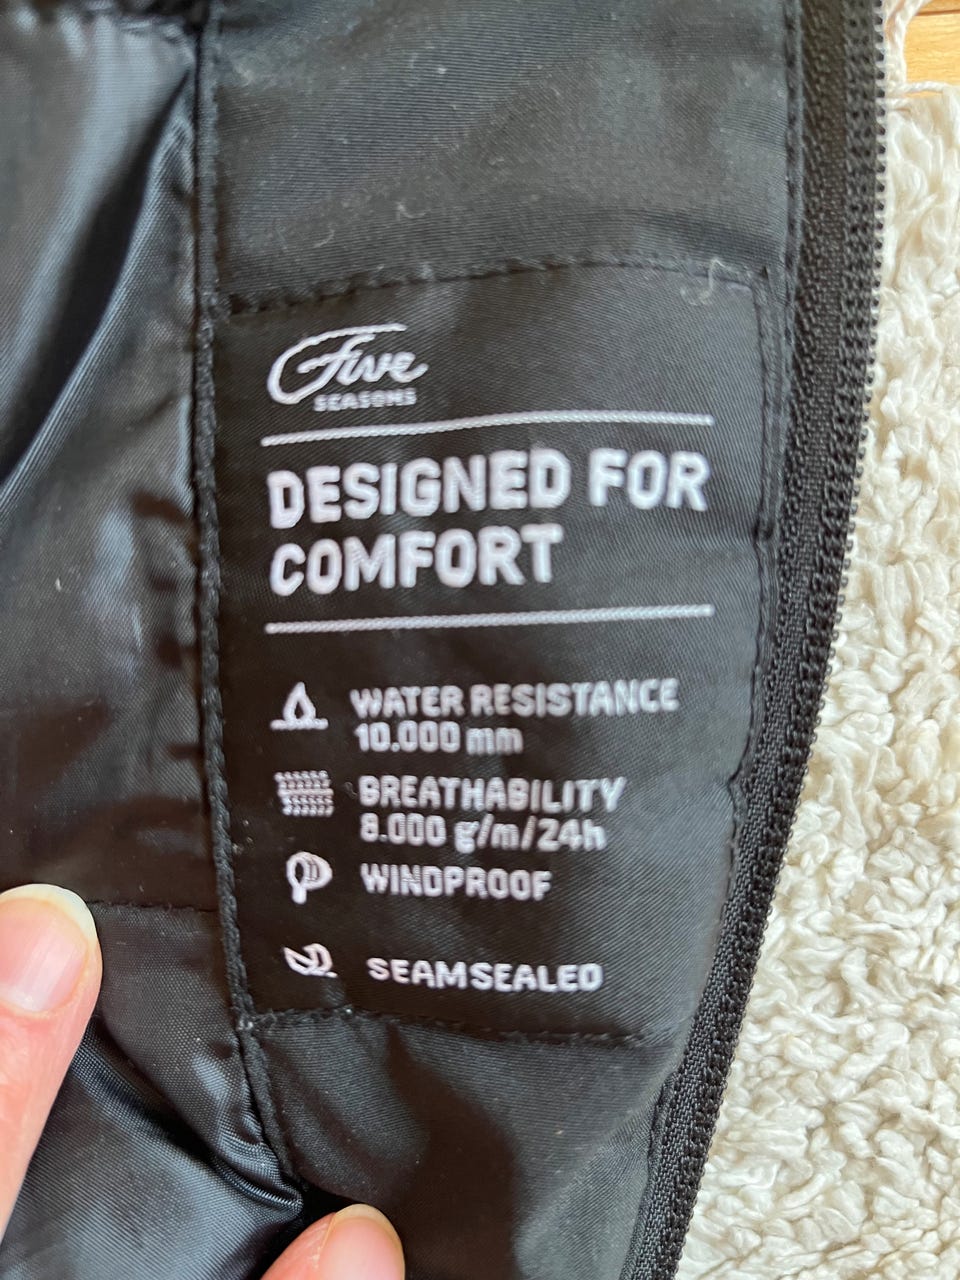 Five
SEASONS
DESIGNED FOR
COMFORT
WATER RESISTANCE
10.000 mm
BREATHABILITY
8.000 g/m/24h
WINDPROOF
SEAMSEALED